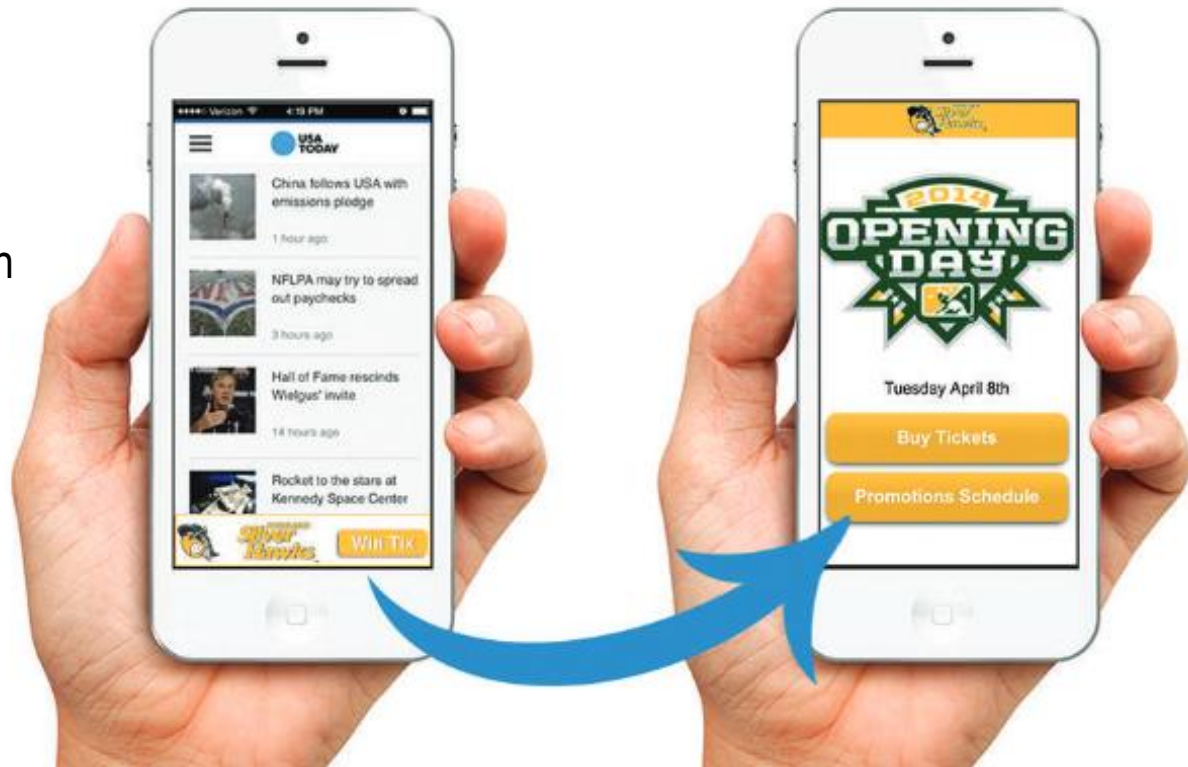 n
Verizon
4:19 PM
USA
TODAY
China follows USA with
emissions pledge
1 hour ago
NFLPA may try to spread
out paychecks
3 hours ago
Hall of Fame rescinds
Wielgus' invite
14 hours ago
Rocket to the stars at
Kennedy Space Center
Silver
Hawks
Win Tix
Silver
Hawks
2014
OPENING
DAY
Tuesday April 8th
Buy Tickets
Promotions Schedule